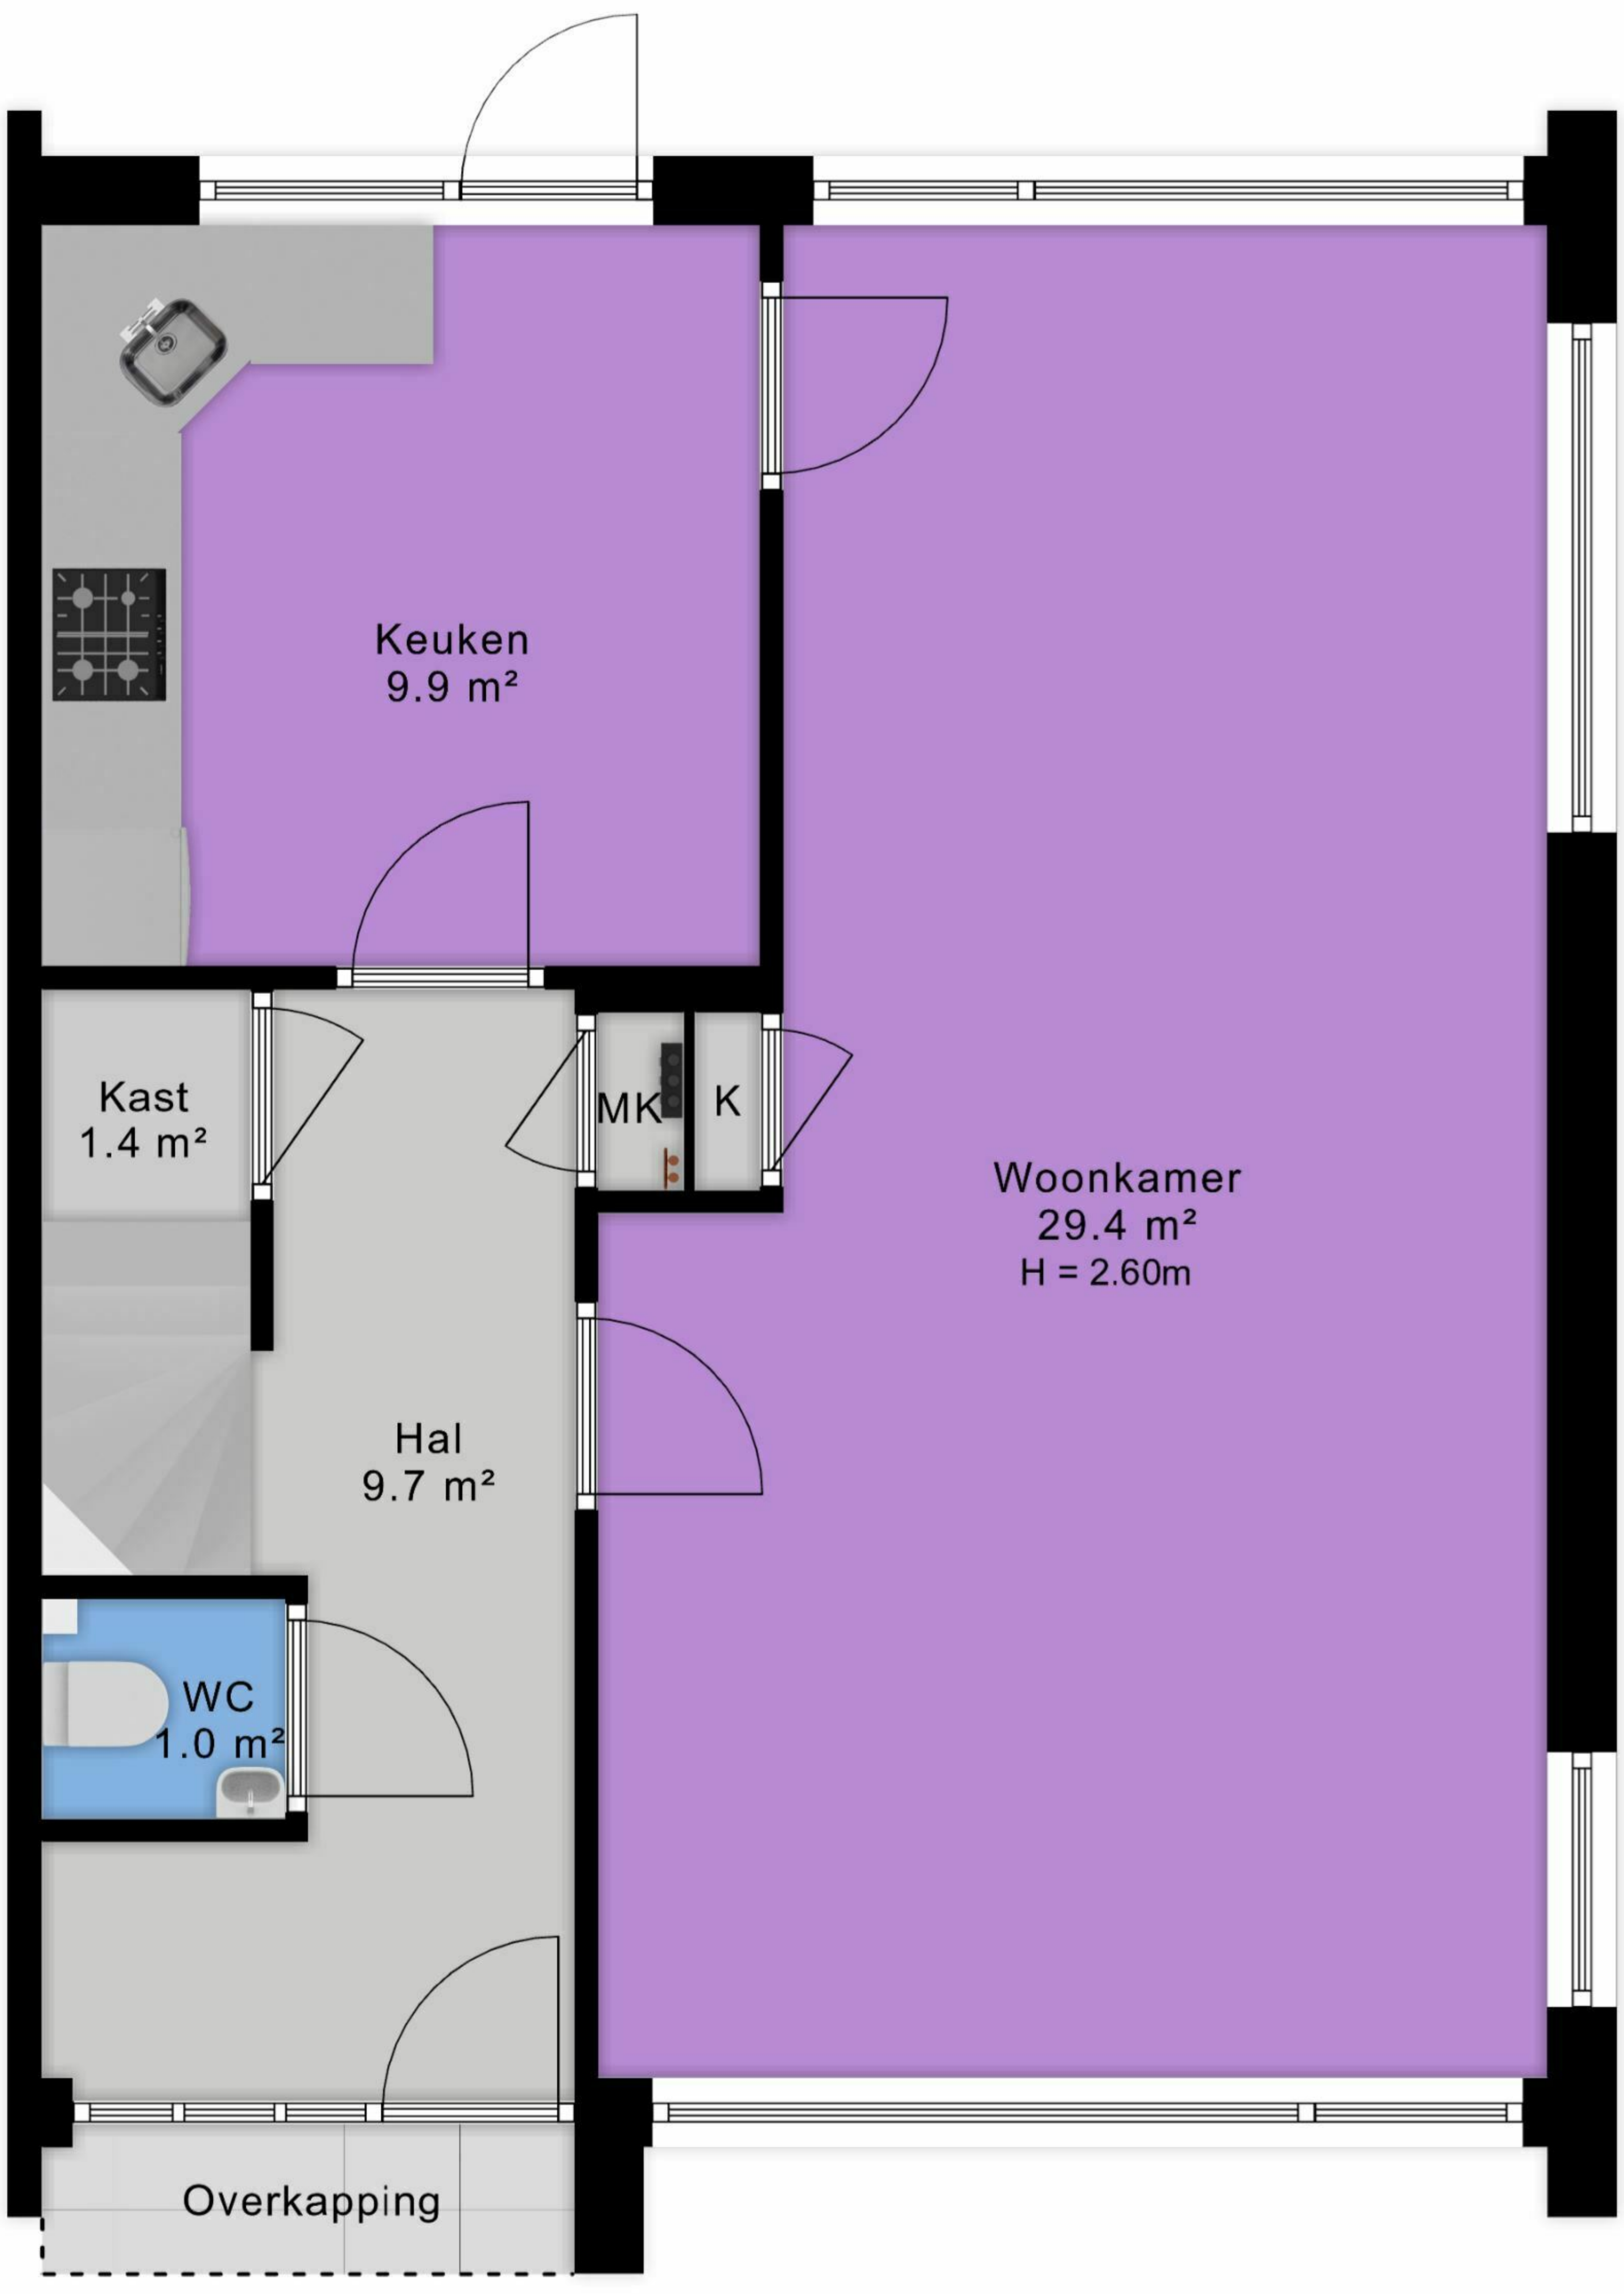 Keuken
9.9 m²
Kast
1.4 m²
MK
K
Woonkamer
29.4 m²
H = 2.60m
Hal
9.7 m²
WC
1.0 m²
Overkapping